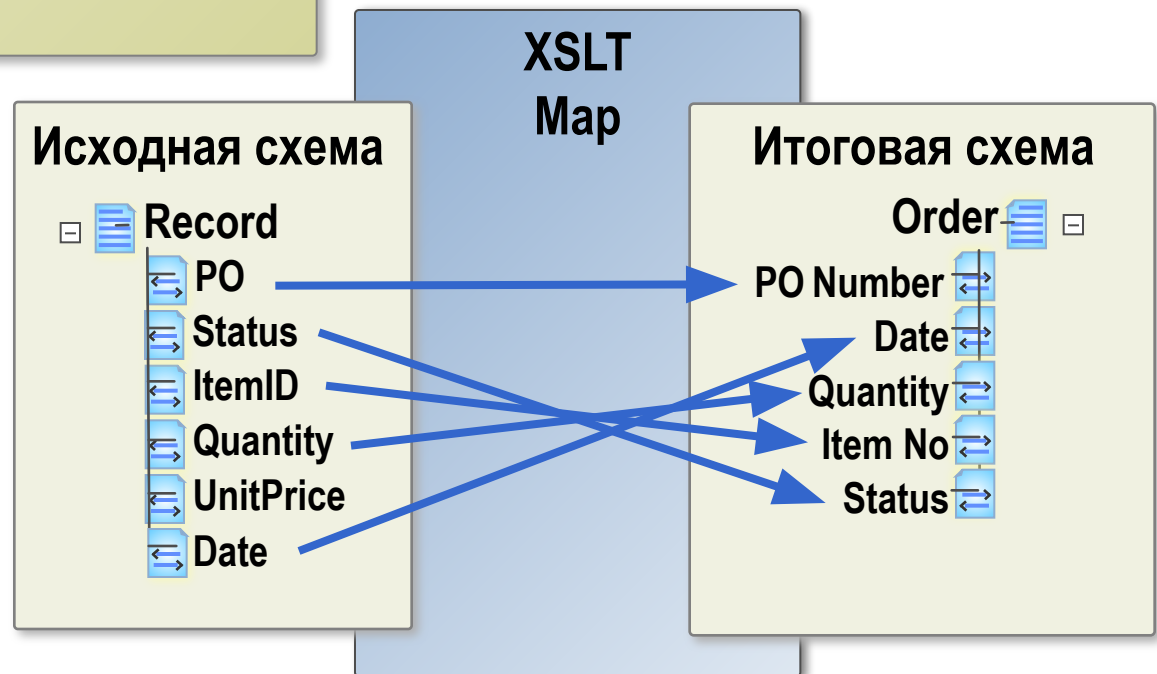 XSLT
Map
Исходная схема
Record
PO
Status
ItemID
Quantity
UnitPrice
Date
Итоговая схема
Order
PO Number
Date
Quantity
Item No
Status